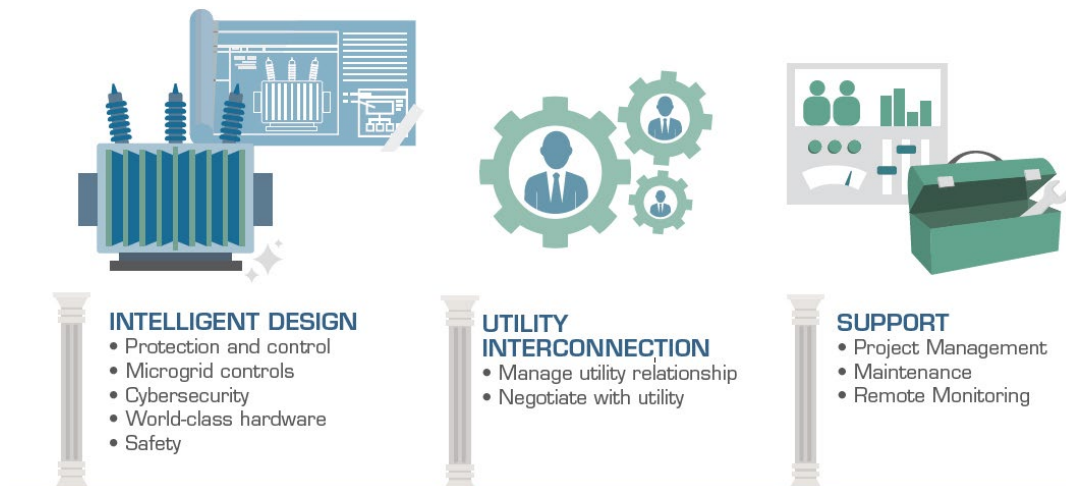 INTELLIGENT DESIGN
• Protection and control
• Microgrid controls
• Cybersecurity
• World-class hardware
• Safety
UTILITY
INTERCONNECTION
• Manage utility relationship
• Negotiate with utility
SUPPORT
• Project Management
• Maintenance
• Remote Monitoring